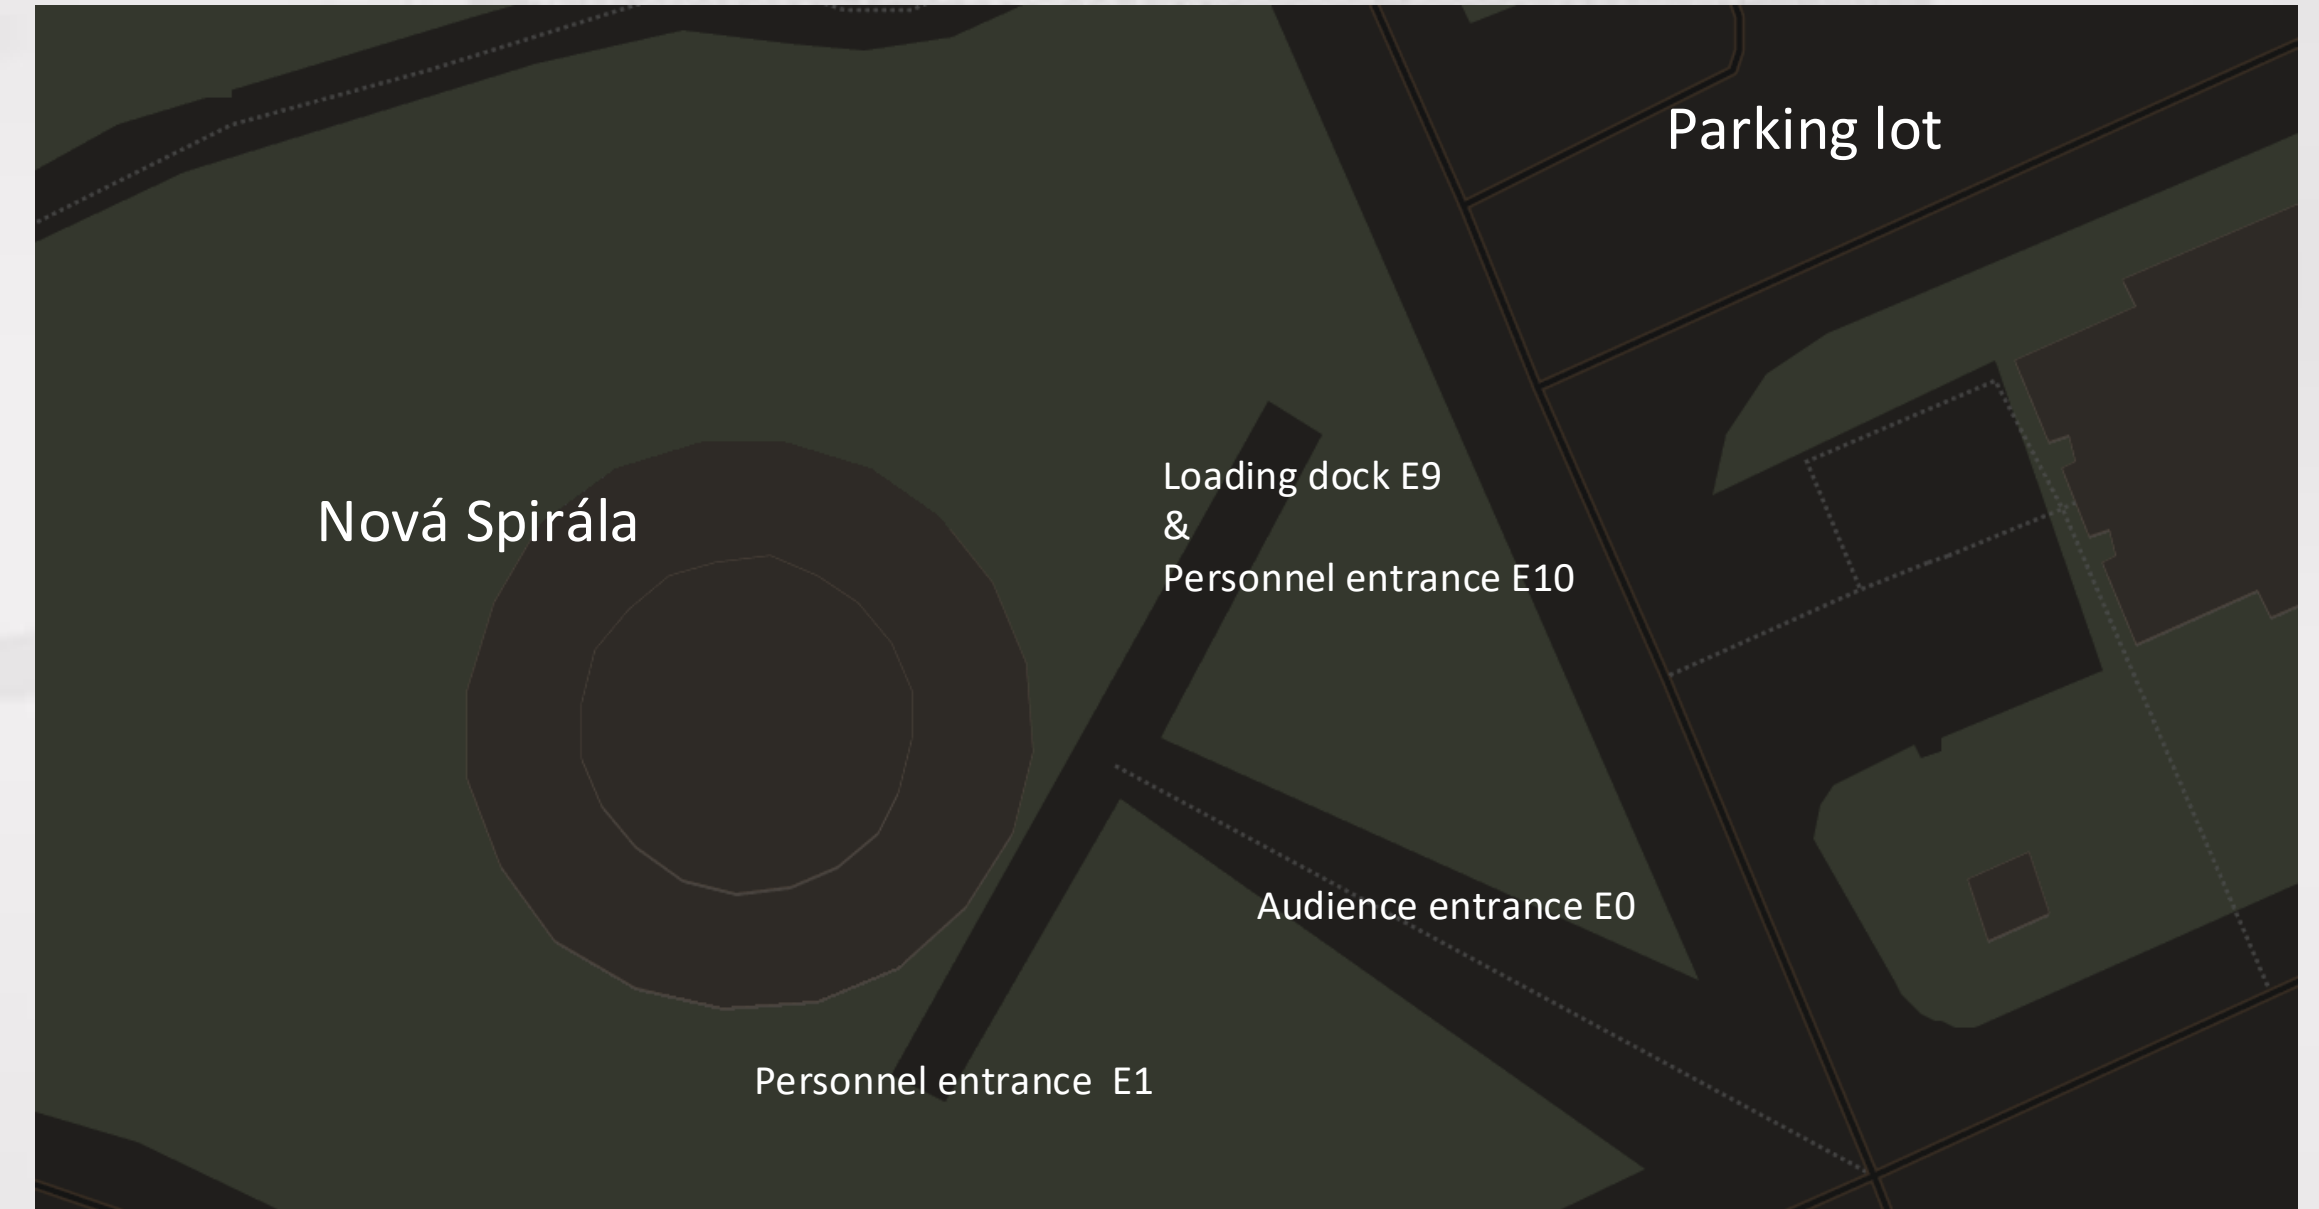 Parking lot
Nová Spirála
Loading dock E9
&
Personnel entrance E10
Audience entrance E0
Personnel entrance E1